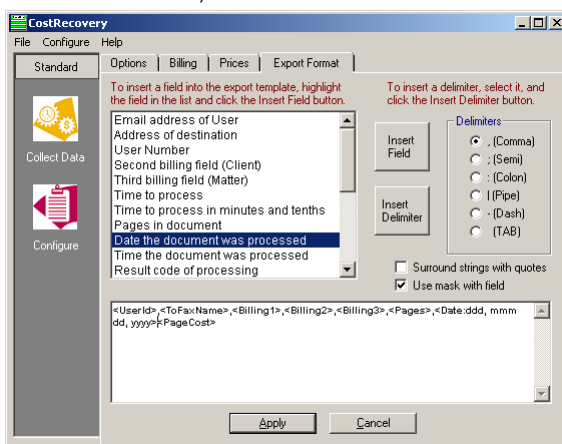 CostRecovery
File Configure Help
Standard
Options Billing Prices Export Format
To insert a field into the export template, highlight
the field in the list and click the Insert Field button.
To insert a delimiter, select it, and
click the Insert Delimiter button.
Email address of User
Address of destination
User Number
Second billing field (Client)
Third billing field (Matter)
Time to process
Time to process in minutes and tenths
Pages in document
Date the document was processed
Time the document was processed
Result code of processing
Insert
Field
Insert
Delimiter
Delimiters
, (Comma)
; (Semi)
: (Colon)
| (Pipe)
- (Dash)
(TAB)
Collect Data
Configure
Surround strings with quotes
Use mask with field
<UserId>,<ToFaxName>,<Billing1>,<Billing2>,<Billing3>,<Pages>,<Date:ddd, mmm
dd, yyyy><PageCost>
Apply Cancel